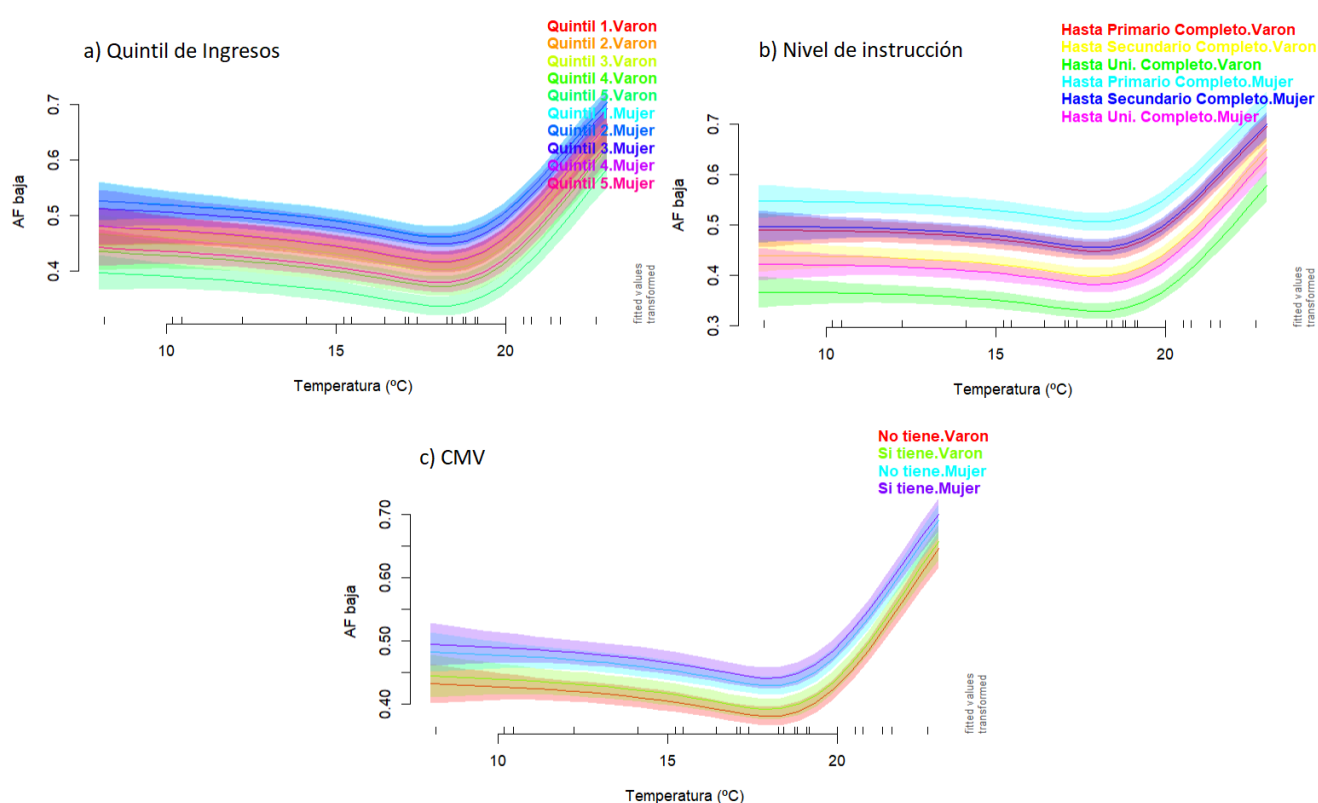 a) Quintil de Ingresos
Quintil 1.Varon
Quintil 2.Varon
Quintil 3.Varon
Quintil 4.Varon
Quintil 5.Varon
Quintil 1.Mujer
Quintil 2.Mujer
Quintil 3.Mujer
Quintil 4.Mujer
Quintil 5.Mujer
AF baja
0.7
0.6
0.5
0.4
10
15
20
Temperatura (ºC)
fitted values
transformed
b) Nivel de instrucción
Hasta Primario Completo.Varon
Hasta Secundario Completo.Varon
Hasta Uni. Completo.Varon
Hasta Primario Completo.Mujer
Hasta Secundario Completo.Mujer
Hasta Uni. Completo.Mujer
AF baja
0.7
0.6
0.5
0.4
0.3
10
15
20
Temperatura (ºC)
fitted values
transformed
c) CMV
No tiene.Varon
Si tiene.Varon
No tiene.Mujer
Si tiene.Mujer
AF baja
0.70
0.60
0.50
0.40
10
15
20
Temperatura (ºC)
fitted values
transformed